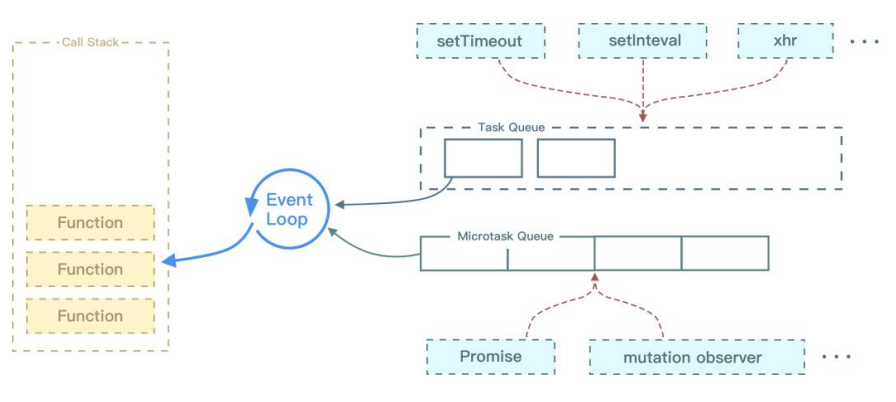 Call Stack
setTimeout
setInteval
xhr
...
Task Queue
Function
Event
Loop
Microtask Queue
Function
Function
Promise
mutation observer
...